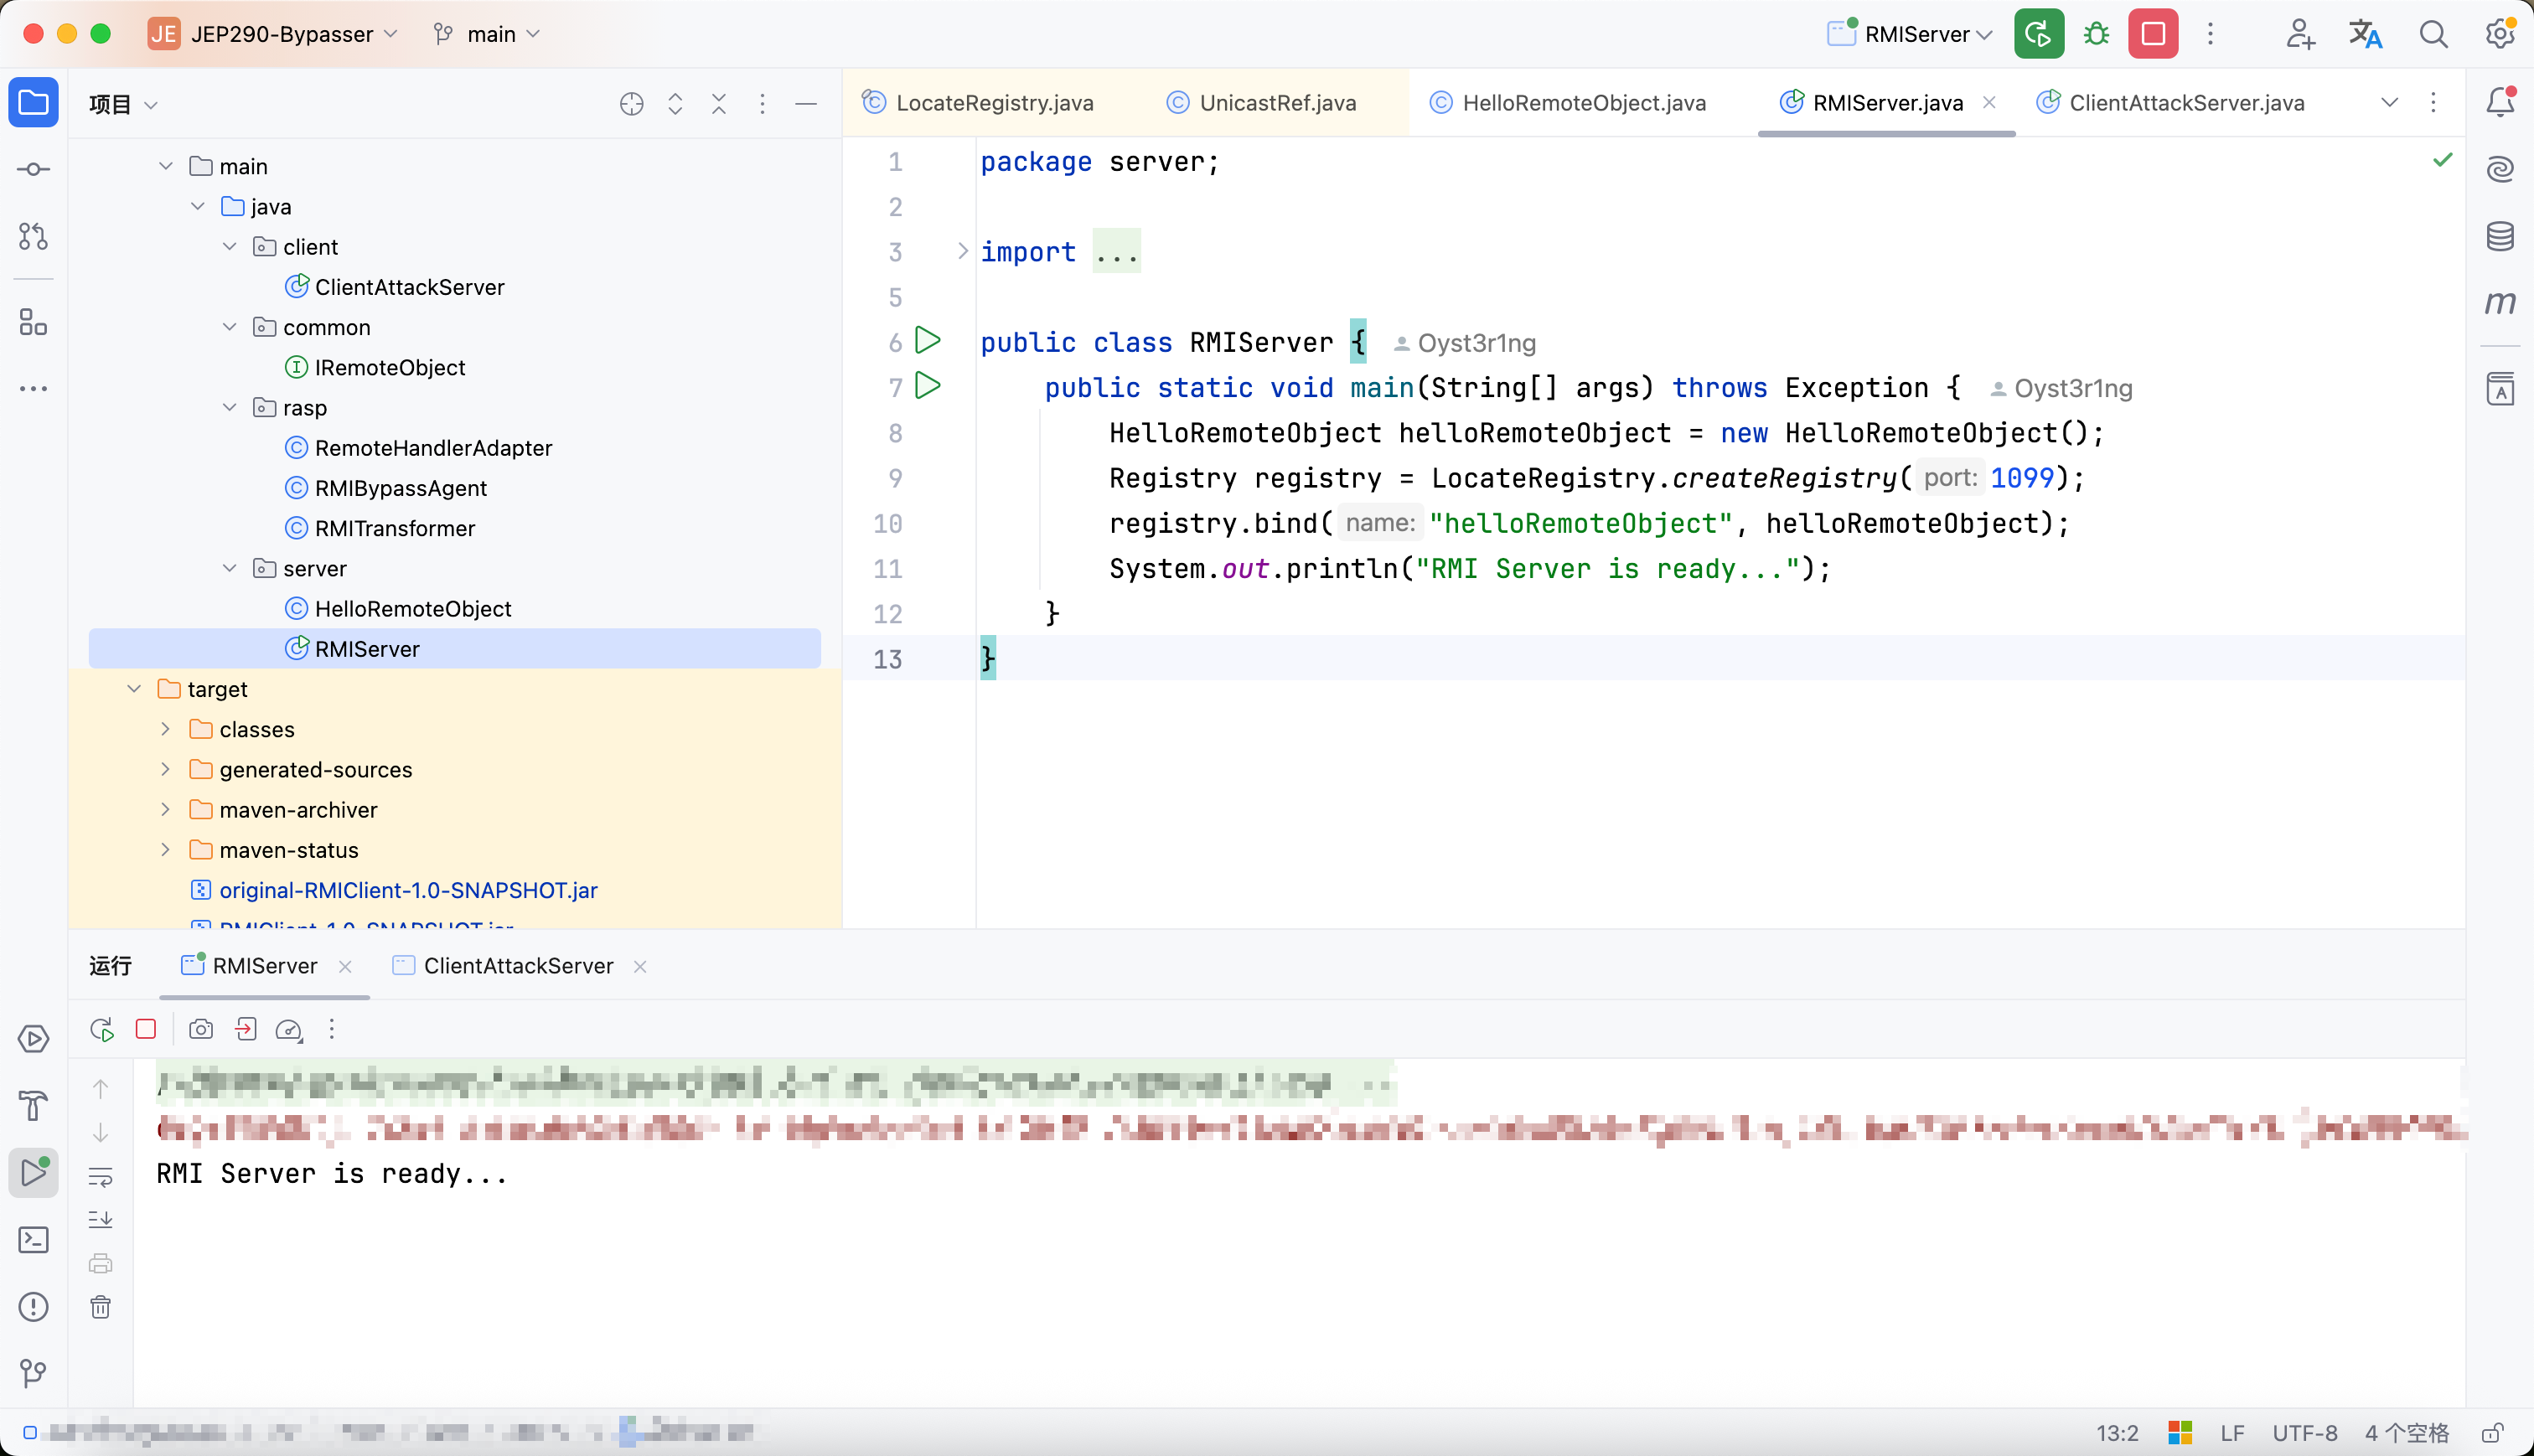 JE JEP290-Bypasser main RMIServer
项目
main
java
client
ClientAttackServer
common
IRemoteObject
rasp
RemoteHandlerAdapter
RMIBypassAgent
RMITransformer
server
HelloRemoteObject
RMIServer
target
classes
generated-sources
maven-archiver
maven-status
original-RMIClient-1.0-SNAPSHOT.jar
RMIClient-1.0-SNAPSHOT.jar
LocateRegistry.java UnicastRef.java HelloRemoteObject.java RMIServer.java ClientAttackServer.java
1 package server;
2
3 import ...
5
6 public class RMIServer { Oyst3r1ng
7 public static void main(String[] args) throws Exception { Oyst3r1ng
8 HelloRemoteObject helloRemoteObject = new HelloRemoteObject();
9 Registry registry = LocateRegistry.createRegistry( port: 1099);
10 registry.bind( name: "helloRemoteObject", helloRemoteObject);
11 System.out.println("RMI Server is ready...");
12 }
13 }
运行 RMIServer ClientAttackServer
RMI Server is ready...
13:2 LF UTF-8 4 个空格